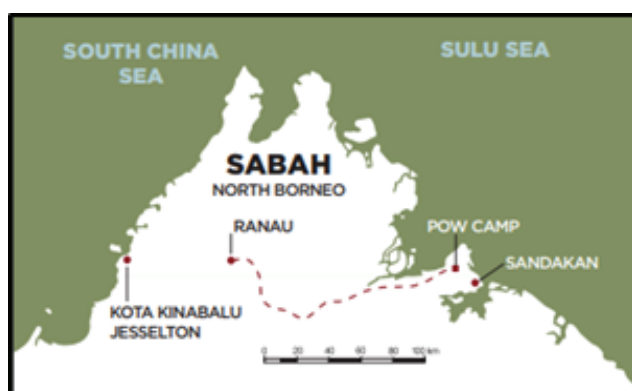 SOUTH CHINA
SEA
SULU SEA
SABAH
NORTH BORNEO
RANAU
POW CAMP
SANDAKAN
KOTA KINABALU
JESSELTON
0 20 40 60 80 100 km